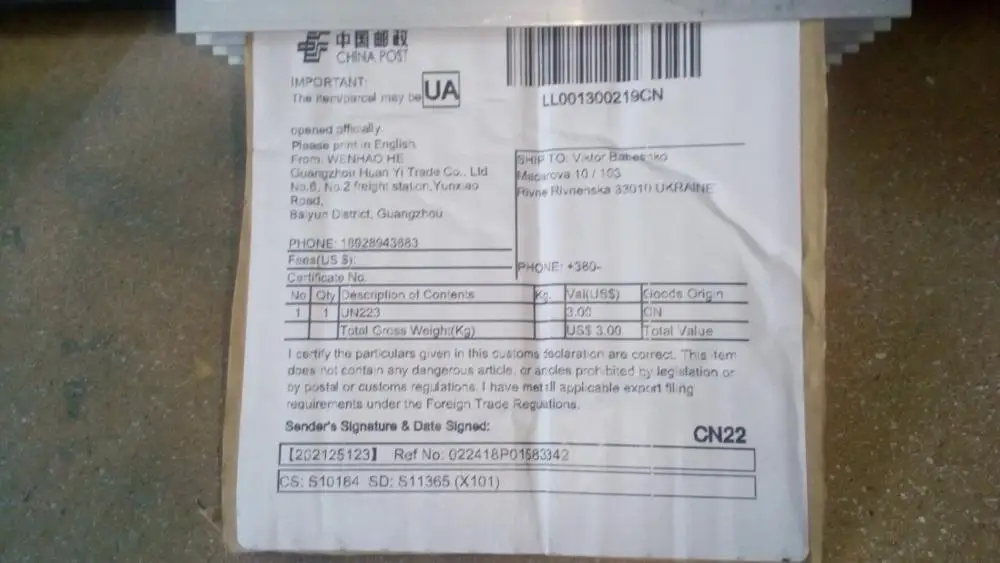 中国邮政
CHINA POST
IMPORTANT:
The item/parcel may be
UA
LL001300219CN
opened officially.
Please print in English.
From: WENHAO HE
Guangzhou Huan Yi Trade Co., Ltd
No.6, No.2 freight station,Yunxiao
Road,
Baiyun District, Guangzhou
PHONE: 18928943683
SHIP TO: Viktor Babeshko
Macarova 10 / 103
Rivne Rivnenska 33010 UKRAINE
PHONE: +380-
Fees(US $):
Certificate No.
No Qty Description of Contents Kg. Val(US$) Goods Origin
1 1 UN223 3.00 CN
Total Gross Weight(Kg) US$ 3.00 Total Value
I certify the particulars given in this customs declaration are correct. This item
does not contain any dangerous article, or articles prohibited by legislation or
by postal or customs regulations. I have met all applicable export filing
requirements under the Foreign Trade Regulations.
Sender's Signature & Date Signed:
CN22
【202125123】 Ref No: 022418P01583342
CS: S10184 SD: S11365 (X101)